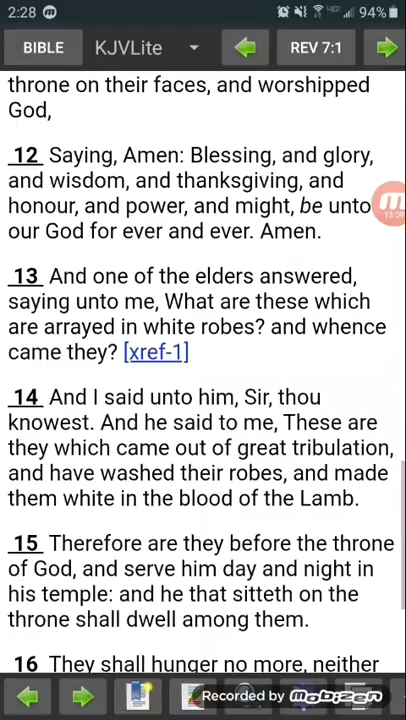 2:28 94%
BIBLE KJVLite REV 7:1
throne on their faces, and worshipped
God,
12 Saying, Amen: Blessing, and glory,
and wisdom, and thanksgiving, and
honour, and power, and might, be unto
our God for ever and ever. Amen.
13:09
13 And one of the elders answered,
saying unto me, What are these which
are arrayed in white robes? and whence
came they? [xref-1]
14 And I said unto him, Sir, thou
knowest. And he said to me, These are
they which came out of great tribulation,
and have washed their robes, and made
them white in the blood of the Lamb.
15 Therefore are they before the throne
of God, and serve him day and night in
his temple: and he that sitteth on the
throne shall dwell among them.
16 They shall hunger no more, neither
Recorded by mobizen